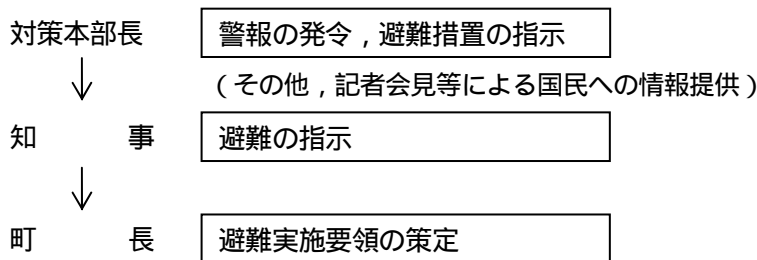 対策本部長 警報の発令，避難措置の指示
（その他，記者会見等による国民への情報提供）
知 事 避難の指示
町 長 避難実施要領の策定